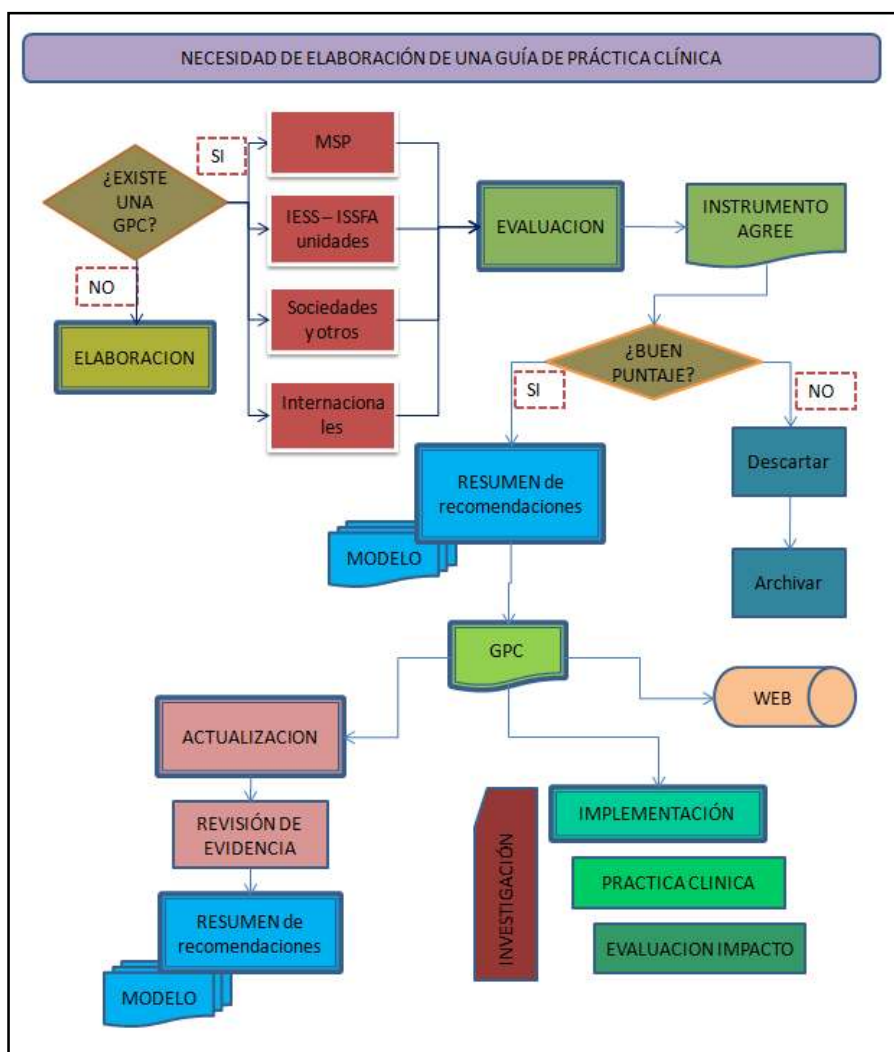 NECESIDAD DE ELABORACIÓN DE UNA GUÍA DE PRÁCTICA CLÍNICA
¿EXISTE
UNA
GPC?
SI
NO
ELABORACION
MSP
IESS – ISSFA
unidades
Sociedades
y otros
Internaciona
les
EVALUACION
INSTRUMENTO
AGREE
¿BUEN
PUNTAJE?
SI
NO
Descartar
Archivar
RESUMEN de
recomendaciones
MODELO
GPC
WEB
ACTUALIZACION
REVISIÓN DE
EVIDENCIA
RESUMEN de
recomendaciones
MODELO
INVESTIGACIÓN
IMPLEMENTACIÓN
PRACTICA CLINICA
EVALUACION IMPACTO